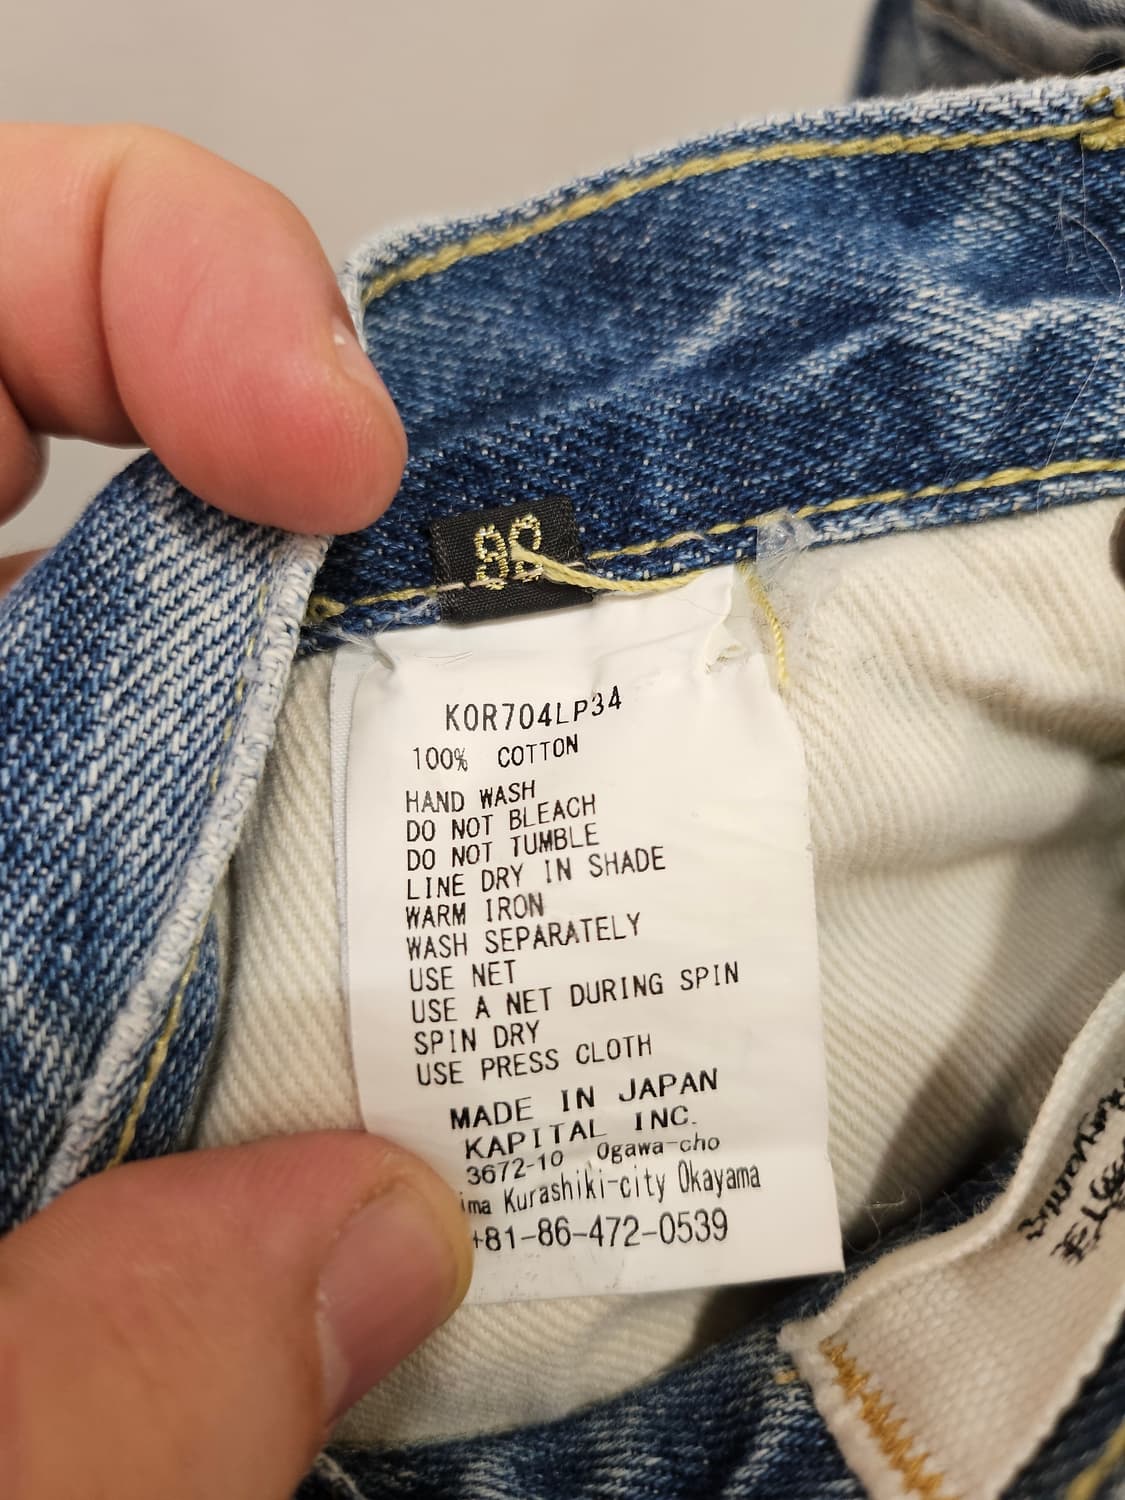 KOR704LP34
100% COTTON
HAND WASH
DO NOT BLEACH
DO NOT TUMBLE
LINE DRY IN SHADE
WARM IRON
WASH SEPARATELY
USE NET
USE A NET DURING SPIN
SPIN DRY
USE PRESS CLOTH
MADE IN JAPAN
KAPITAL INC.
3672-10 Ogawa-cho
ima Kurashiki-city Okayama
+81-86-472-0539